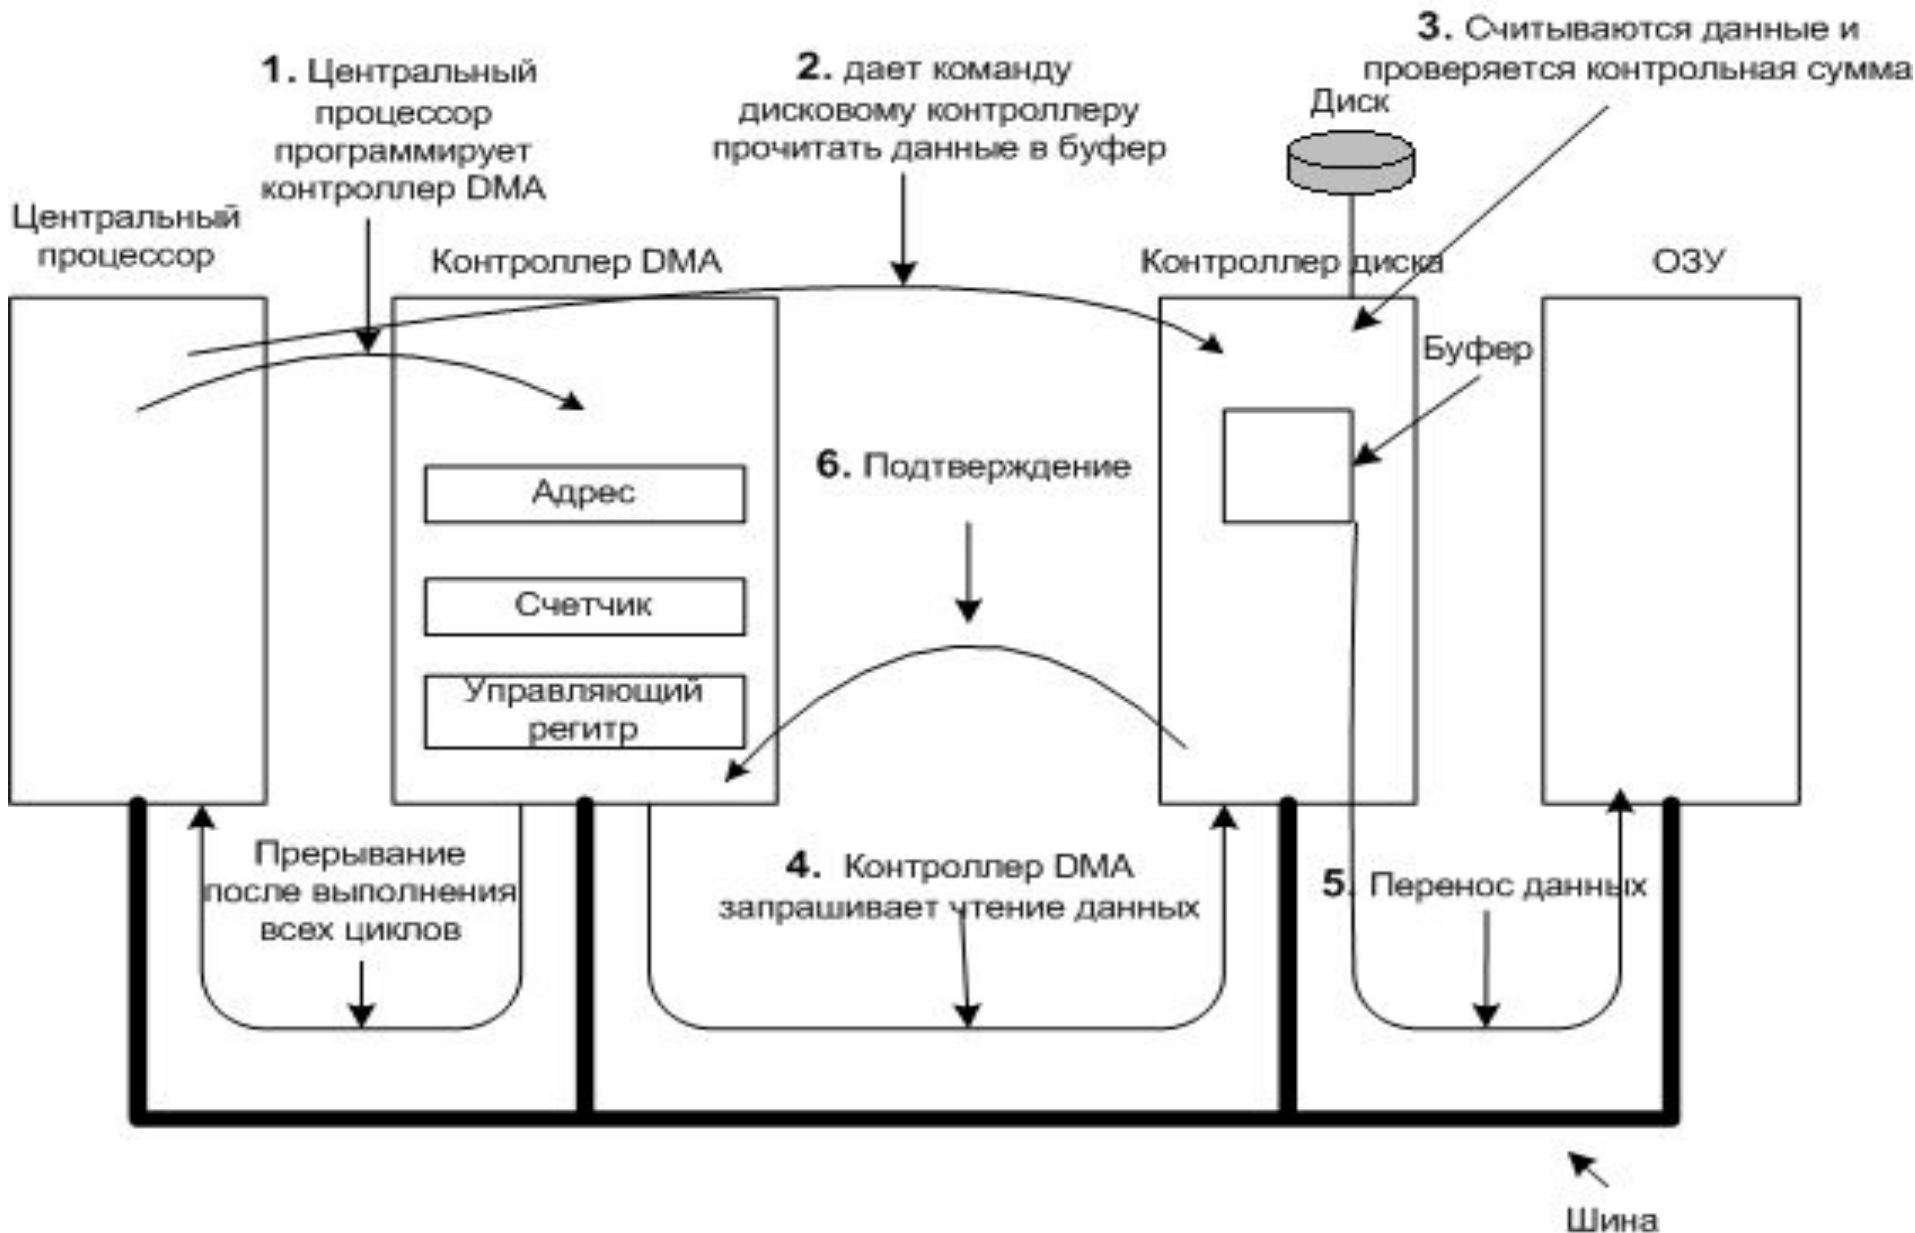 1. Центральный
процессор
программирует
контроллер DMA
2. дает команду
дисковому контроллеру
прочитать данные в буфер
3. Считываются данные и
проверяется контрольная сумма
Диск
Центральный
процессор
Контроллер DMA
Контроллер диска
ОЗУ
Буфер
6. Подтверждение
Адрес
Счетчик
Управляющий
регитр
Прерывание
после выполнения
всех циклов
4. Контроллер DMA
запрашивает чтение данных
5. Перенос данных
Шина